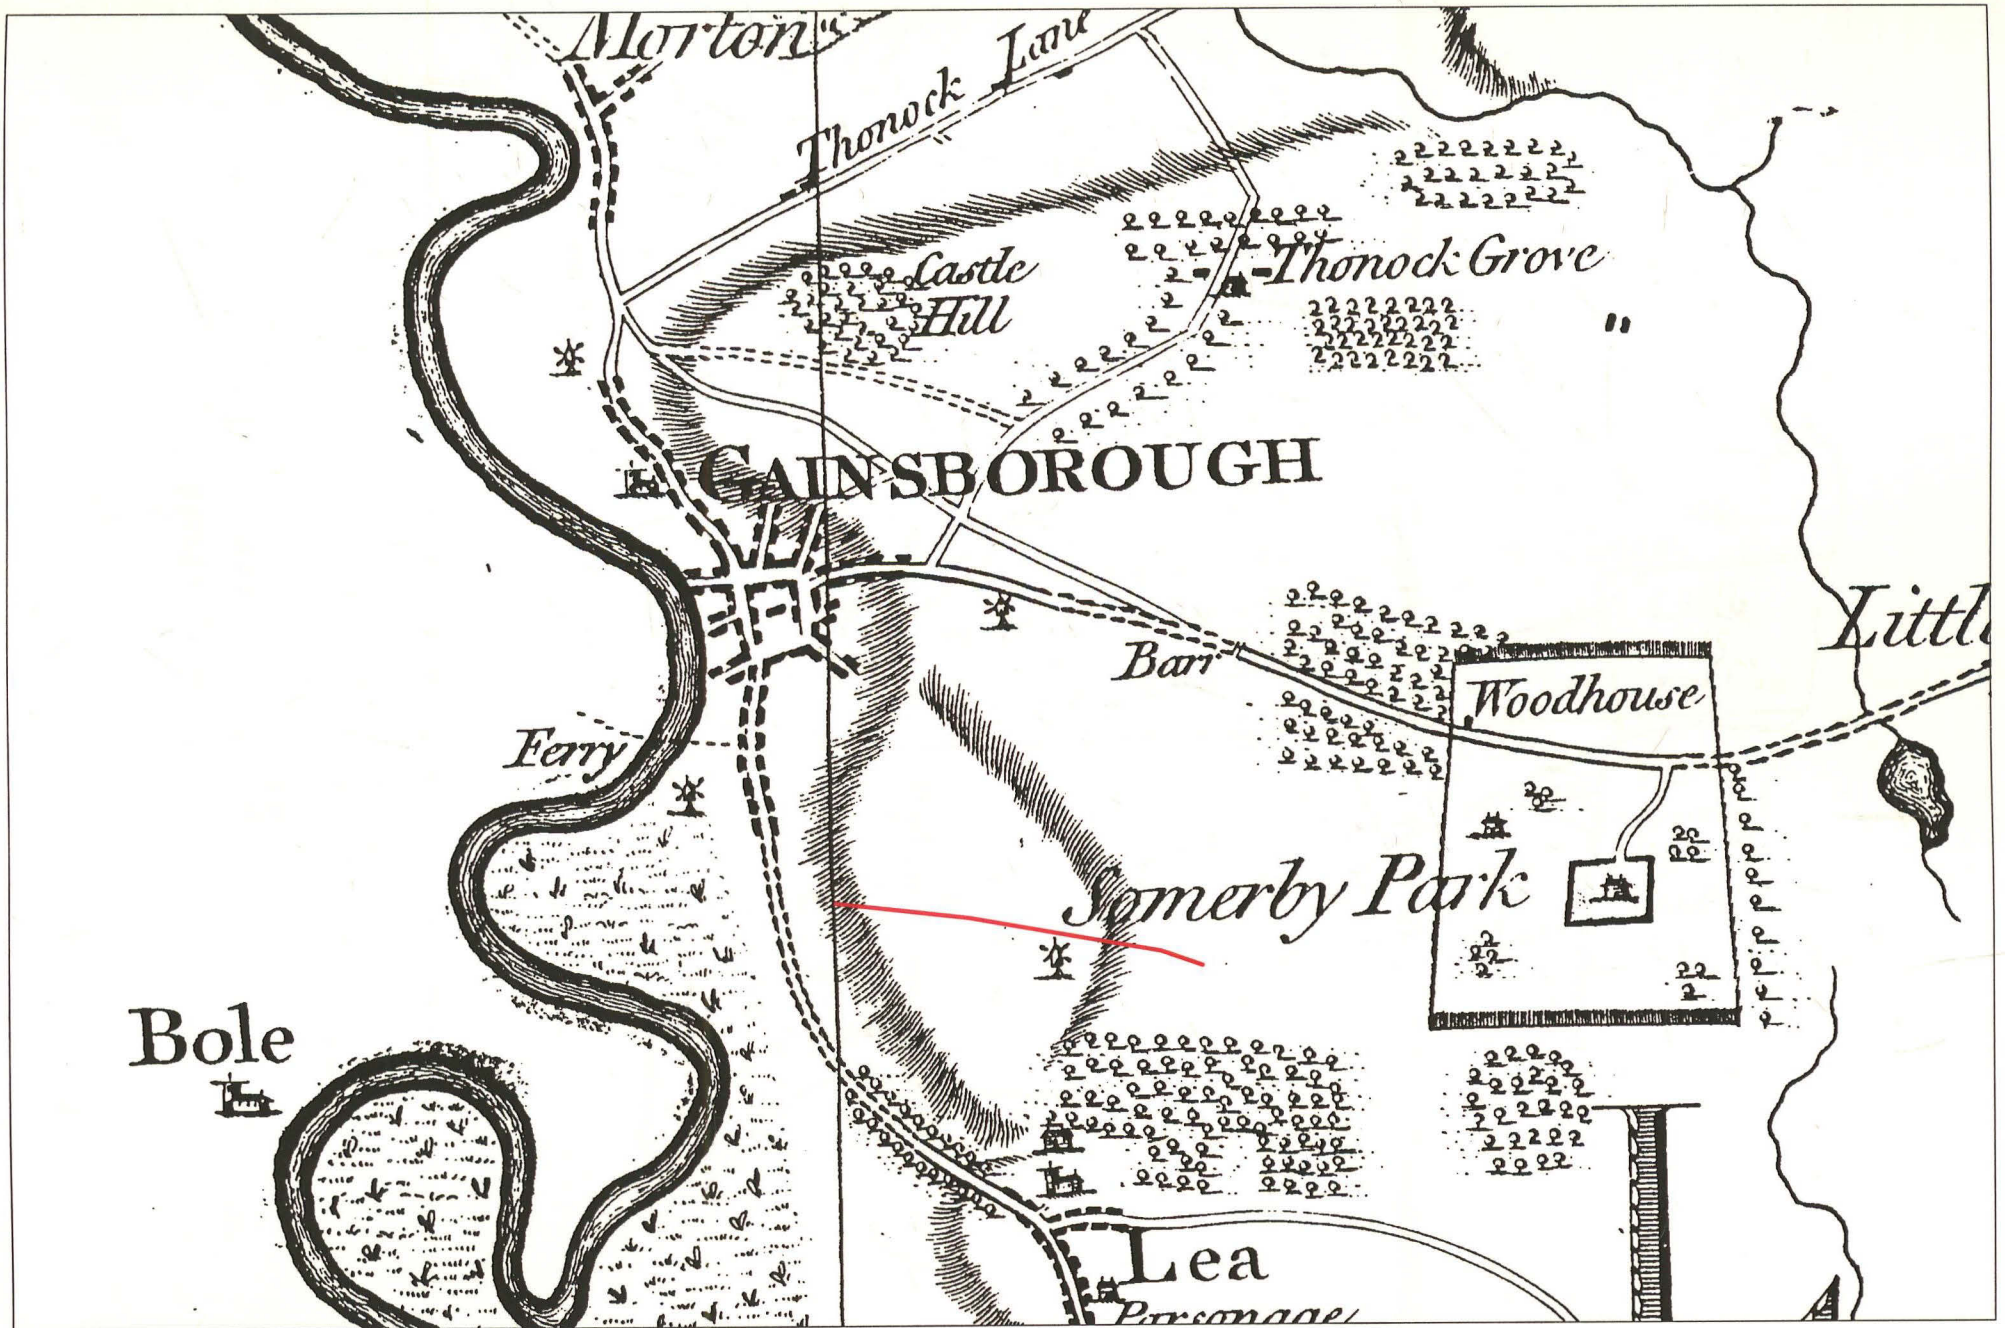 Morton
Thonock Lane
Castle
Hill
Thonock Grove
GAINSBOROUGH
Barr
Woodhouse
Littl
Ferry
Somerby Park
Bole
Lea
Parsonage